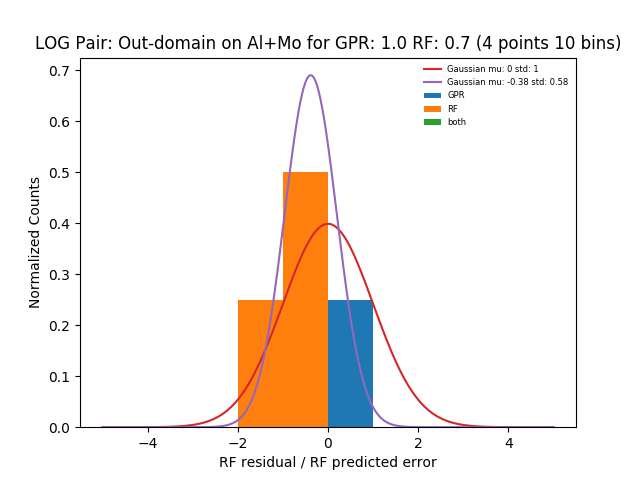 LOG Pair: Out-domain on Al+Mo for GPR: 1.0 RF: 0.7 (4 points 10 bins)
Gaussian mu: 0 std: 1
Gaussian mu: -0.38 std: 0.58
GPR
RF
both
Normalized Counts
0.7
0.6
0.5
0.4
0.3
0.2
0.1
0.0
−4
−2
0
2
4
RF residual / RF predicted error